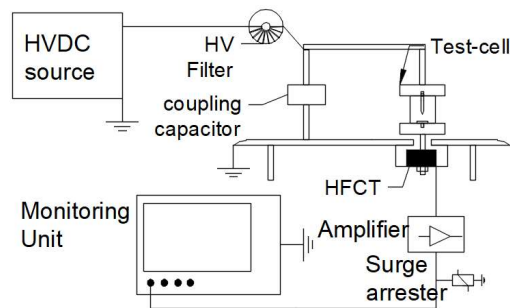 HVDC
source
HV
Filter
Test-cell
coupling
capacitor
HFCT
Monitoring
Unit
Amplifier
Surge
arrester